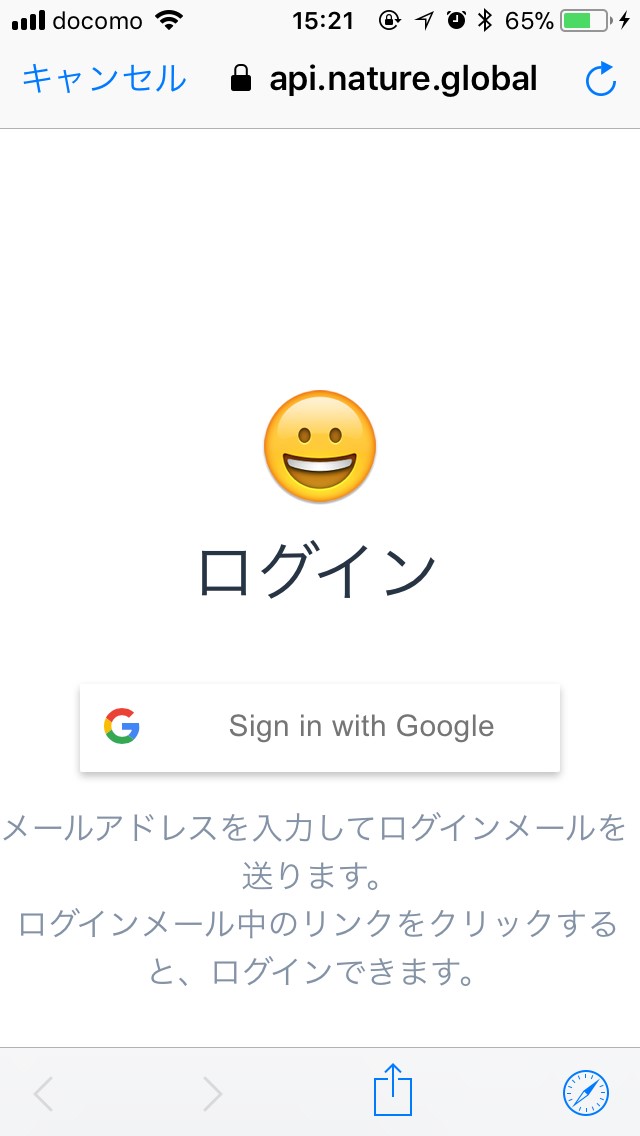 docomo 15:21 65%
キャンセル api.nature.global
ログイン
Sign in with Google
メールアドレスを入力してログインメールを
送ります。
ログインメール中のリンクをクリックする
と、ログインできます。